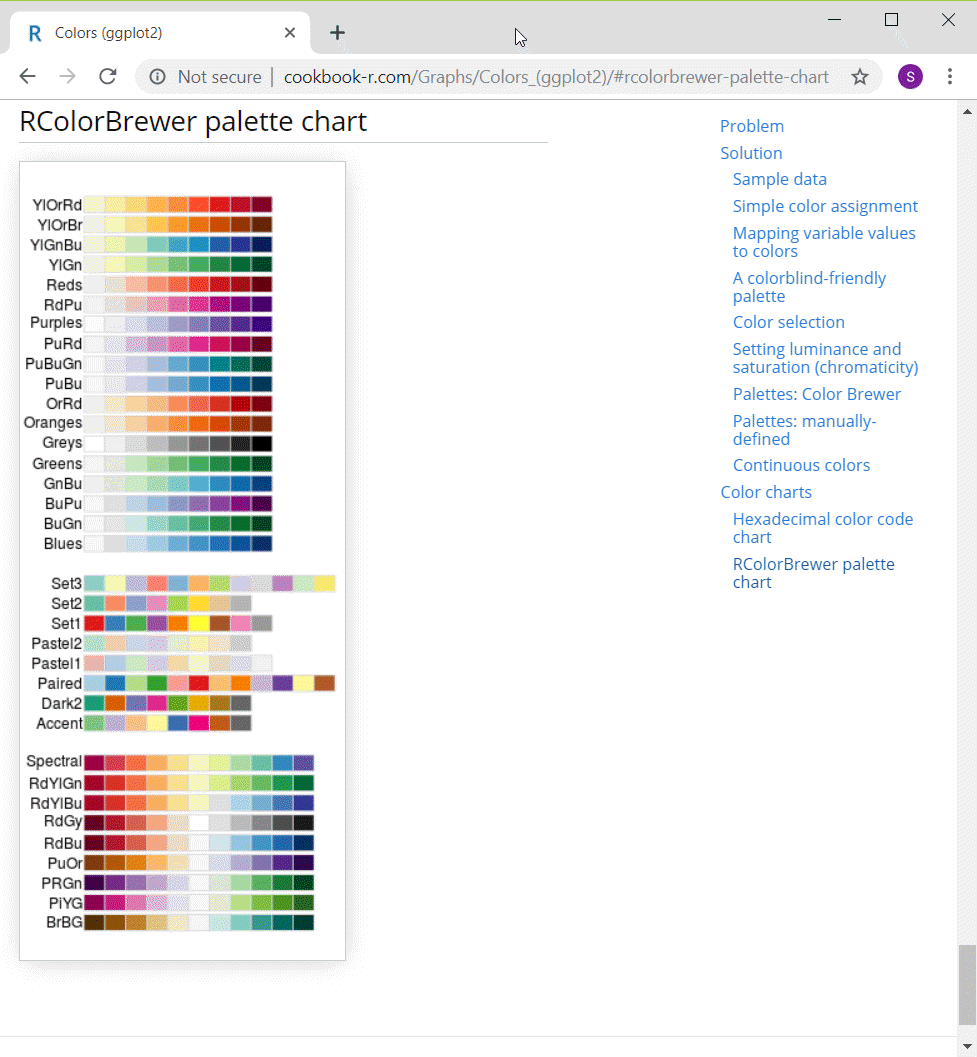 Colors (ggplot2)
Not secure | cookbook-r.com/Graphs/Colors_(ggplot2)/#rcolorbrewer-palette-chart
S
RColorBrewer palette chart
YlOrRd
YlOrBr
YlGnBu
YlGn
Reds
RdPu
Purples
PuRd
PuBuGn
PuBu
OrRd
Oranges
Greys
Greens
GnBu
BuPu
BuGn
Blues
Set3
Set2
Set1
Pastel2
Pastel1
Paired
Dark2
Accent
Spectral
RdYlGn
RdYlBu
RdGy
RdBu
PuOr
PRGn
PiYG
BrBG
Problem
Solution
Sample data
Simple color assignment
Mapping variable values
to colors
A colorblind-friendly
palette
Color selection
Setting luminance and
saturation (chromaticity)
Palettes: Color Brewer
Palettes: manually-
defined
Continuous colors
Color charts
Hexadecimal color code
chart
RColorBrewer palette
chart